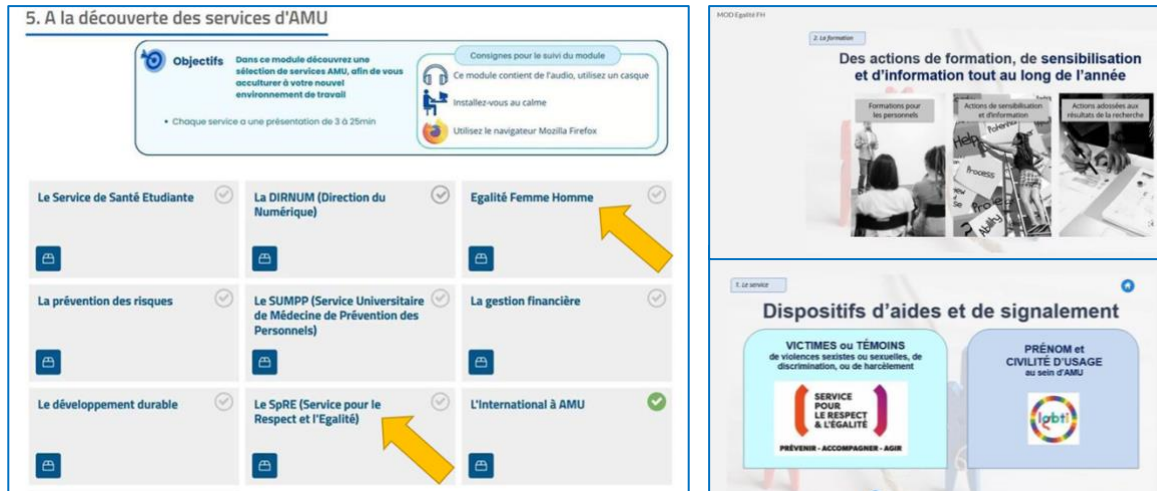 5. A la découverte des services d'AMU
Objectifs
Dans ce module découvrez une
sélection de services AMU, afin de vous
acculturer à votre nouvel
environnement de travail
• Chaque service a une présentation de 3 à 25min
Consignes pour le suivi du module
Ce module contient de l'audio, utilisez un casque
Installez-vous au calme
Utilisez le navigateur Mozilla Firefox
Le Service de Santé Etudiante
La DIRNUM (Direction du
Numérique)
Egalité Femme Homme
La prévention des risques
Le SUMPP (Service Universitaire
de Médecine de Prévention des
Personnels)
La gestion financière
Le développement durable
Le SpRE (Service pour le
Respect et l'Egalité)
L'International à AMU
MOD Egalité FH
2. La formation
Des actions de formation, de sensibilisation
et d'information tout au long de l'année
Formations pour
les personnels
Actions de sensibilisation
et d'information
Actions adossées aux
résultats de la recherche
Help
Process
Ability
1. Le service
Dispositifs d'aides et de signalement
VICTIMES ou TÉMOINS
de violences sexistes ou sexuelles, de
discrimination, ou de harcèlement
SERVICE
POUR
LE RESPECT
& L'ÉGALITÉ
PRÉVENIR - ACCOMPAGNER - AGIR
PRÉNOM et
CIVILITÉ D'USAGE
au sein d'AMU
lgbti